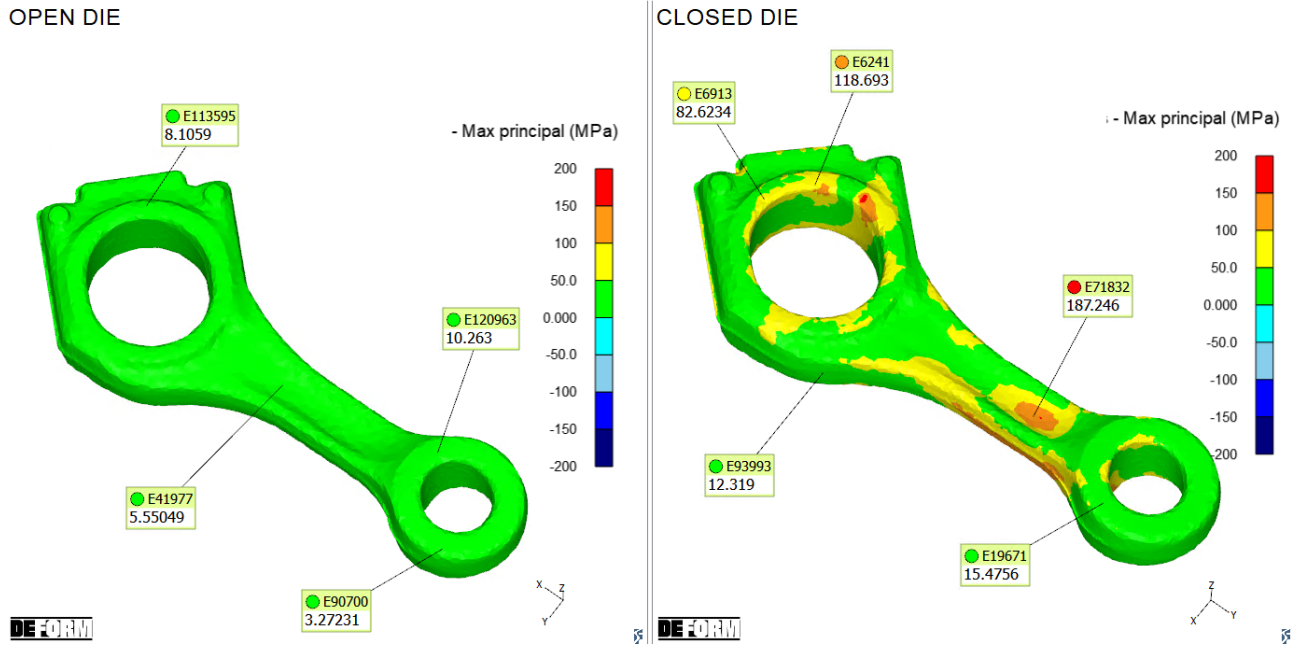 OPEN DIE
E113595
8.1059
- Max principal (MPa)
200
150
100
50.0
0.000
-50.0
-100
-150
-200
E120963
10.263
E41977
5.55049
E90700
3.27231
X
Z
Y
DEFORM
CLOSED DIE
E6241
118.693
E6913
82.6234
- Max principal (MPa)
200
150
100
50.0
0.000
-50.0
-100
-150
-200
E71832
187.246
E93993
12.319
E19671
15.4756
Z
X
Y
DEFORM